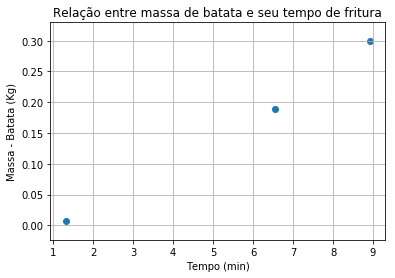 Relação entre massa de batata e seu tempo de fritura
0.30
0.25
0.20
0.15
0.10
0.05
0.00
Massa - Batata (Kg)
1 2 3 4 5 6 7 8 9
Tempo (min)